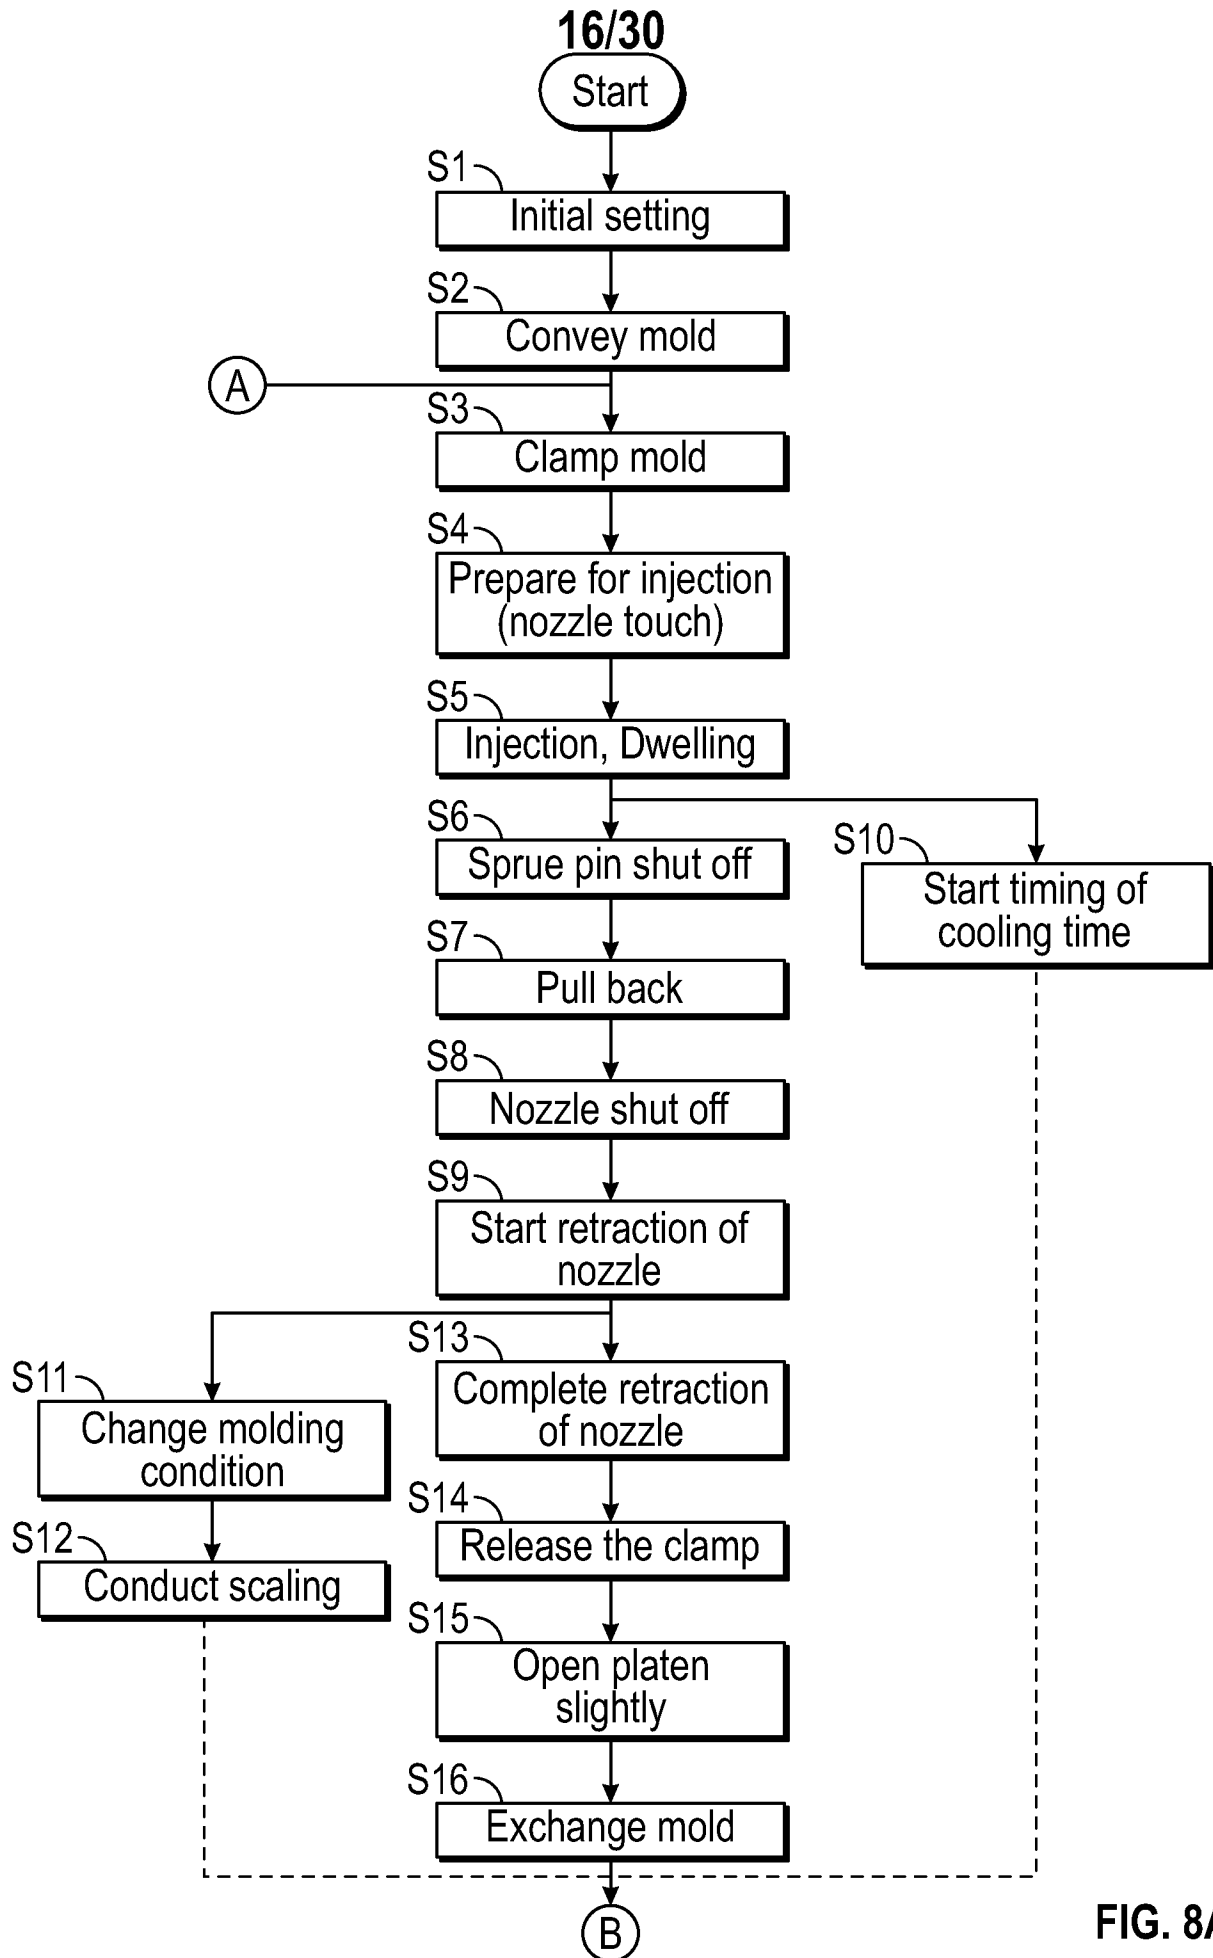 16/30
Start
S1
Initial setting
S2
Convey mold
A
S3
Clamp mold
S4
Prepare for injection
(nozzle touch)
S5
Injection, Dwelling
S6
Sprue pin shut off
S10
Start timing of
cooling time
S7
Pull back
S8
Nozzle shut off
S9
Start retraction of
nozzle
S11
Change molding
condition
S12
Conduct scaling
S13
Complete retraction
of nozzle
S14
Release the clamp
S15
Open platen
slightly
S16
Exchange mold
B
FIG. 8A